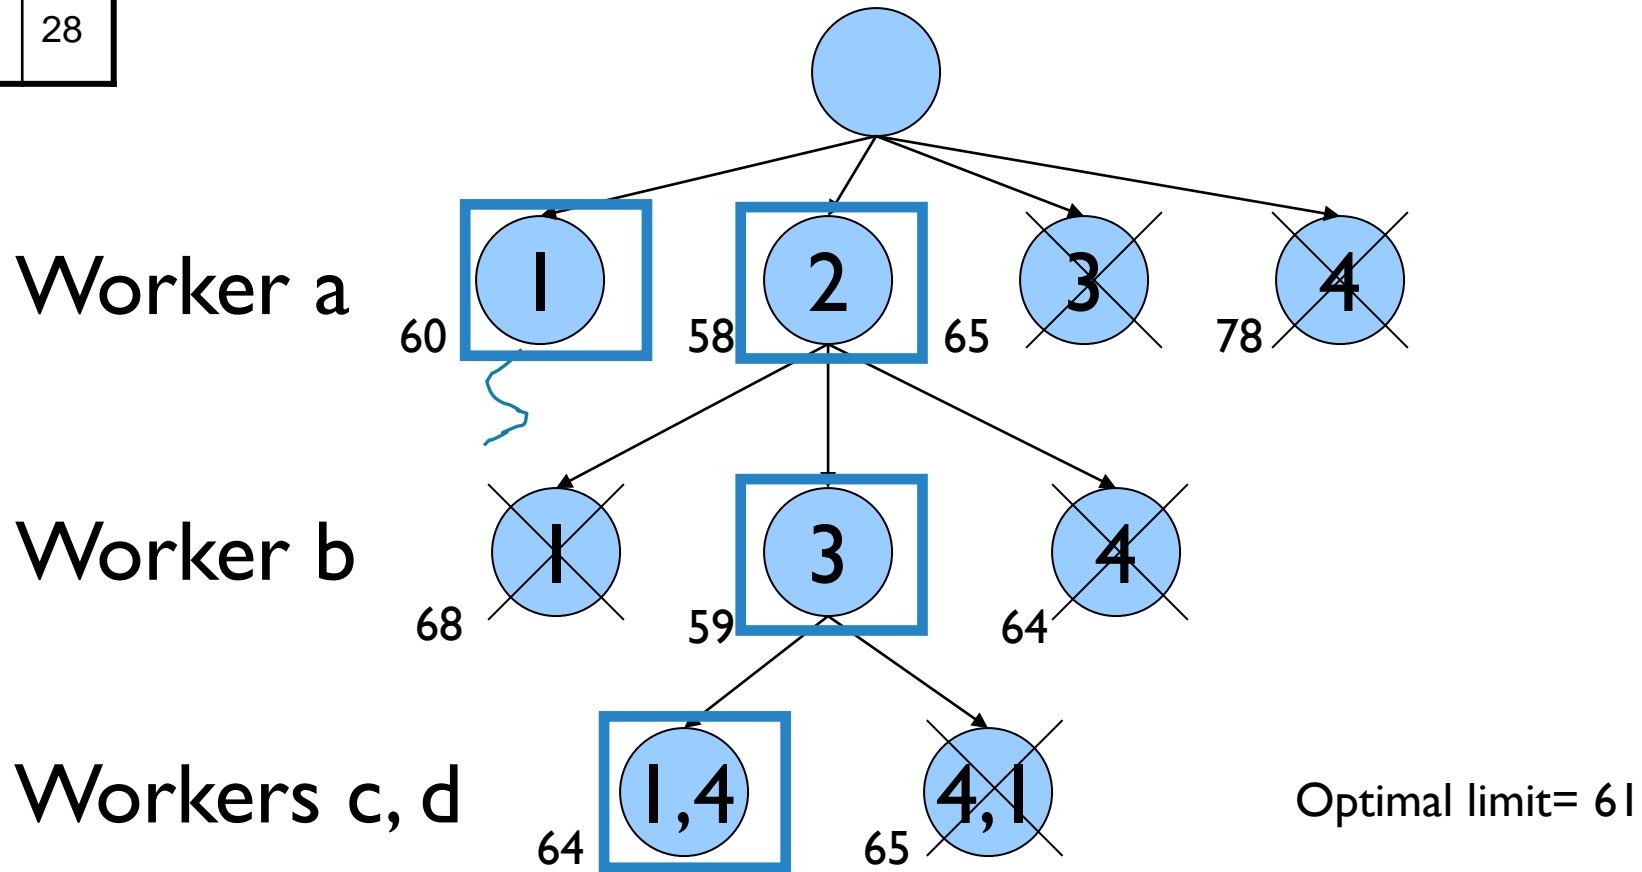 28
Worker a
1 2 3 4
60 58 65 78
Worker b
1 3 4
68 59 64
Workers c, d
1,4 4,1
Optimal limit= 61
64 65